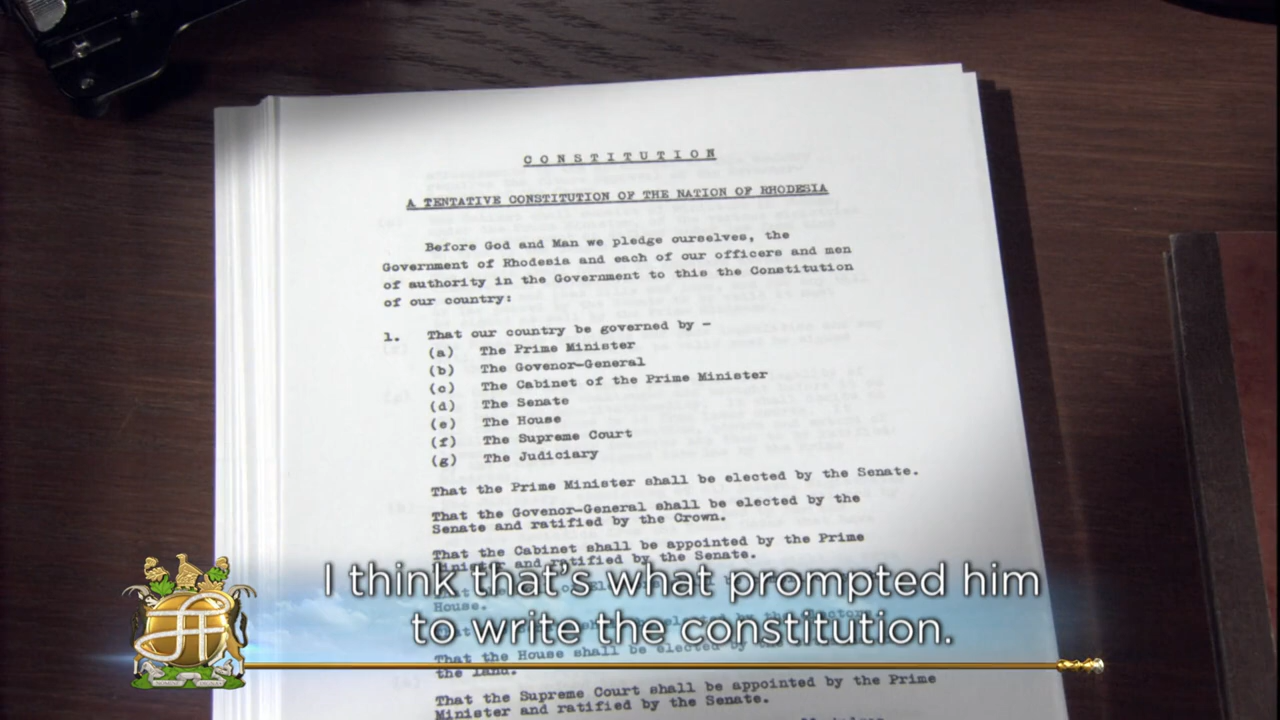 CONSTITUTION
A TENTATIVE CONSTITUTION OF THE NATION OF RHODESIA
Before God and Man we pledge ourselves, the
Government of Rhodesia and each of our officers and men
of authority in the Government to this the Constitution
of our country:
1. That our country be governed by -
(a) The Prime Minister
(b) The Govenor-General
(c) The Cabinet of the Prime Minister
(d) The Senate
(e) The House
(f) The Supreme Court
(g) The Judiciary
That the Prime Minister shall be elected by the Senate.
That the Govenor-General shall be elected by the
Senate and ratified by the Crown.
That the Cabinet shall be appointed by the Prime
Minister and ratified by the Senate.
House.
That the House shall be elected by the
the land.
That the Supreme Court shall be appointed by the Prime
Minister and ratified by the Senate.
I think that's what prompted him
to write the constitution.